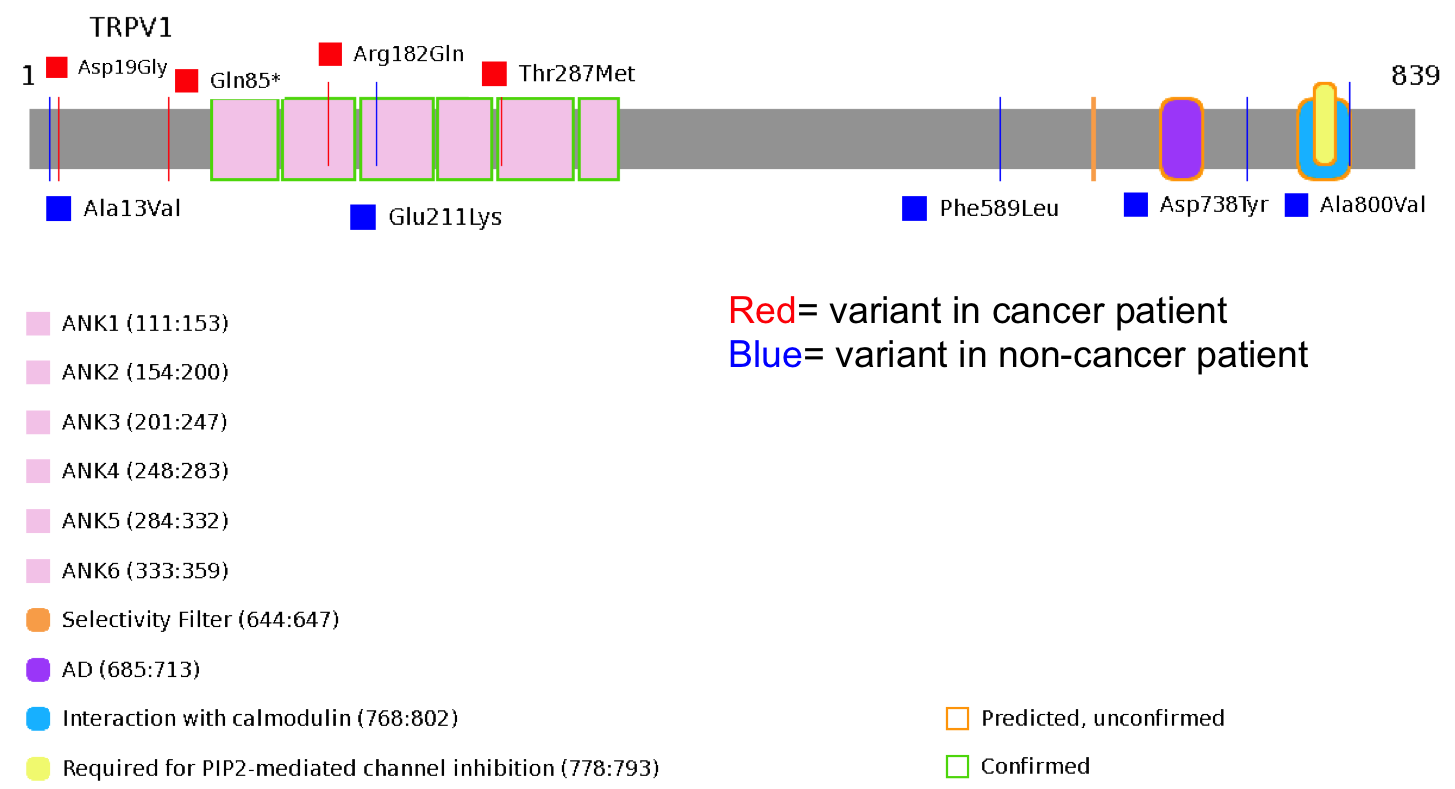 TRPV1
1
Asp19Gly
Gln85*
Arg182Gln
Thr287Met
839
Ala13Val
Glu211Lys
Phe589Leu
Asp738Tyr
Ala800Val
Red= variant in cancer patient
Blue= variant in non-cancer patient
ANK1 (111:153)
ANK2 (154:200)
ANK3 (201:247)
ANK4 (248:283)
ANK5 (284:332)
ANK6 (333:359)
Selectivity Filter (644:647)
AD (685:713)
Interaction with calmodulin (768:802)
Required for PIP2-mediated channel inhibition (778:793)
Predicted, unconfirmed
Confirmed